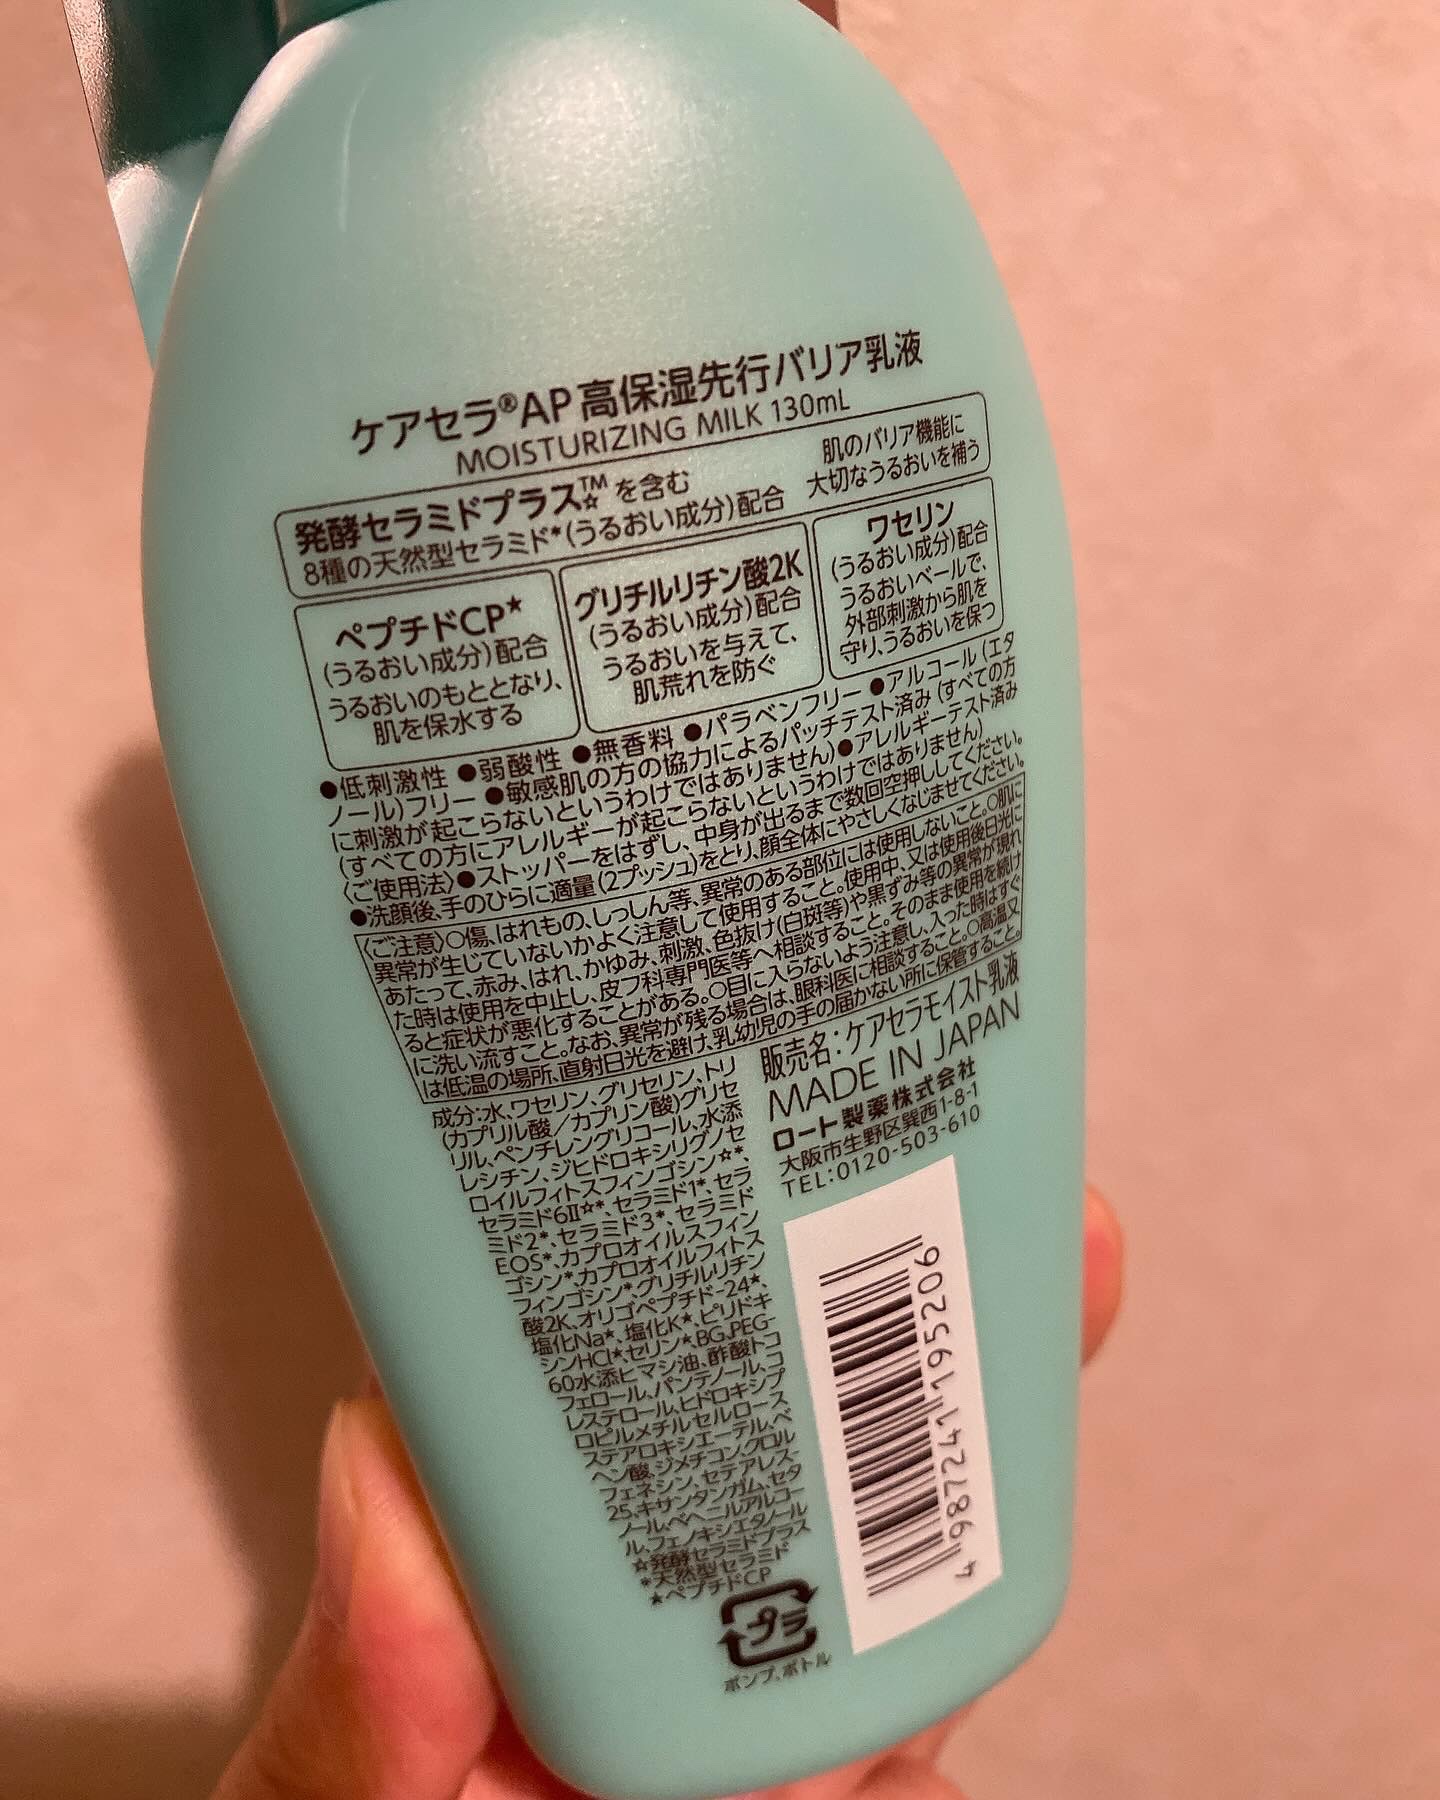 ケアセラ®AP高保湿先行バリア乳液
MOISTURIZING MILK 130mL
発酵セラミドプラス™☆を含む
8種の天然型セラミド*(うるおい成分)配合
肌のバリア機能に
大切なうるおいを補う
ペプチドCP★
(うるおい成分)配合
うるおいのもととなり、
肌を保水する
グリチルリチン酸2K
(うるおい成分)配合
うるおいを与えて、
肌荒れを防ぐ
ワセリン
(うるおい成分)配合
うるおいベールで、
外部刺激から肌を
守り、うるおいを保つ
●低刺激性 ●弱酸性 ●無香料 ●パラベンフリー ●アルコール(エタ
ノール)フリー ●敏感肌の方の協力によるパッチテスト済み(すべての方
に刺激が起こらないというわけではありません)●アレルギーテスト済み
(すべての方にアレルギーが起こらないというわけではありません)
〈ご使用法〉●ストッパーをはずし、中身が出るまで数回空押ししてください。
●洗顔後、手のひらに適量(2プッシュ)をとり、顔全体にやさしくなじませてください。
〈ご注意〉○傷、はれもの、しっしん等、異常のある部位には使用しないこと。○肌に
異常が生じていないかよく注意して使用すること。使用中、又は使用後日光に
あたって、赤み、はれ、かゆみ、刺激、色抜け(白斑等)や黒ずみ等の異常が現れ
た時は使用を中止し、皮フ科専門医等へ相談すること。そのまま使用を続け
ると症状が悪化することがある。○目に入らないよう注意し、入った時はすぐ
に洗い流すこと。なお、異常が残る場合は、眼科医に相談すること。○高温又
は低温の場所、直射日光を避け、乳幼児の手の届かない所に保管すること。
成分:水、ワセリン、グリセリン、トリ
(カプリル酸/カプリン酸)グリセ
リル、ペンチレングリコール、水添
レシチン、ジヒドロキシリグノセ
ロイルフィトスフィンゴシン☆*、
セラミド6II☆*、セラミド1*、セラ
ミド2*、セラミド3*、セラミド
EOS*、カプロオイルスフィン
ゴシン*、カプロオイルフィトス
フィンゴシン*、グリチルリチン
酸2K、オリゴペプチド-24★、
塩化Na★、塩化K★、ピリドキ
シンHCl★、セリン★、BG、PEG-
60水添ヒマシ油、酢酸トコ
フェロール、パンテノール、コ
レステロール、ヒドロキシプ
ロピルメチルセルロース
ステアロキシエーテル、ベ
ヘン酸、ジメチコン、クロル
フェネシン、セテアレス-
25、キサンタンガム、セタ
ノール、ベヘニルアルコー
ル、フェノキシエタノール
☆発酵セラミドプラス
*天然型セラミド
★ペプチドCP
販売名:ケアセラモイスト乳液
MADE IN JAPAN
ロート製薬株式会社
大阪市生野区巽西1-8-1
TEL:0120-503-610
4 987241 195206
プラ
ポンプ、ボトル